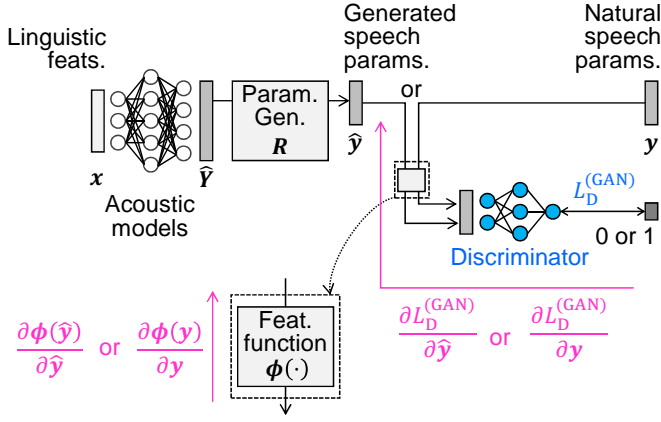 Linguistic
feats.
Generated
speech
params.
Natural
speech
params.
or
Param.
Gen.
R
x
Ŷ
ŷ
y
Acoustic
models
L_D^(GAN)
0 or 1
Discriminator
∂ϕ(ŷ)/∂ŷ or ∂ϕ(y)/∂y
Feat.
function
ϕ(·)
∂L_D^(GAN)/∂ŷ or ∂L_D^(GAN)/∂y